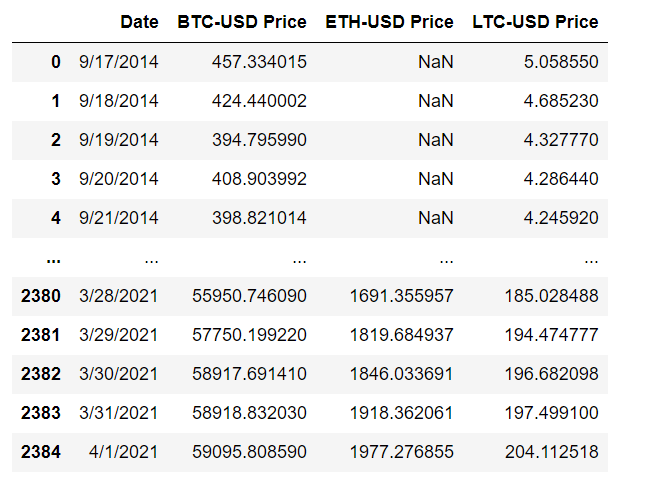 Date BTC-USD Price ETH-USD Price LTC-USD Price
0 9/17/2014 457.334015 NaN 5.058550
1 9/18/2014 424.440002 NaN 4.685230
2 9/19/2014 394.795990 NaN 4.327770
3 9/20/2014 408.903992 NaN 4.286440
4 9/21/2014 398.821014 NaN 4.245920
... ... ... ... ...
2380 3/28/2021 55950.746090 1691.355957 185.028488
2381 3/29/2021 57750.199220 1819.684937 194.474777
2382 3/30/2021 58917.691410 1846.033691 196.682098
2383 3/31/2021 58918.832030 1918.362061 197.499100
2384 4/1/2021 59095.808590 1977.276855 204.112518